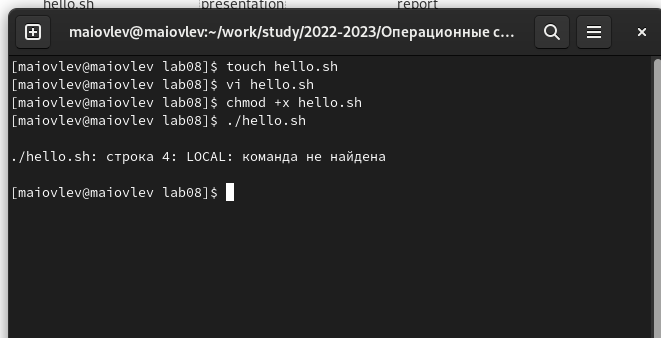 hello.sh presentation report
maiovlev@maiovlev:~/work/study/2022-2023/Операционные с...
[maiovlev@maiovlev lab08]$ touch hello.sh
[maiovlev@maiovlev lab08]$ vi hello.sh
[maiovlev@maiovlev lab08]$ chmod +x hello.sh
[maiovlev@maiovlev lab08]$ ./hello.sh
./hello.sh: строка 4: LOCAL: команда не найдена
[maiovlev@maiovlev lab08]$